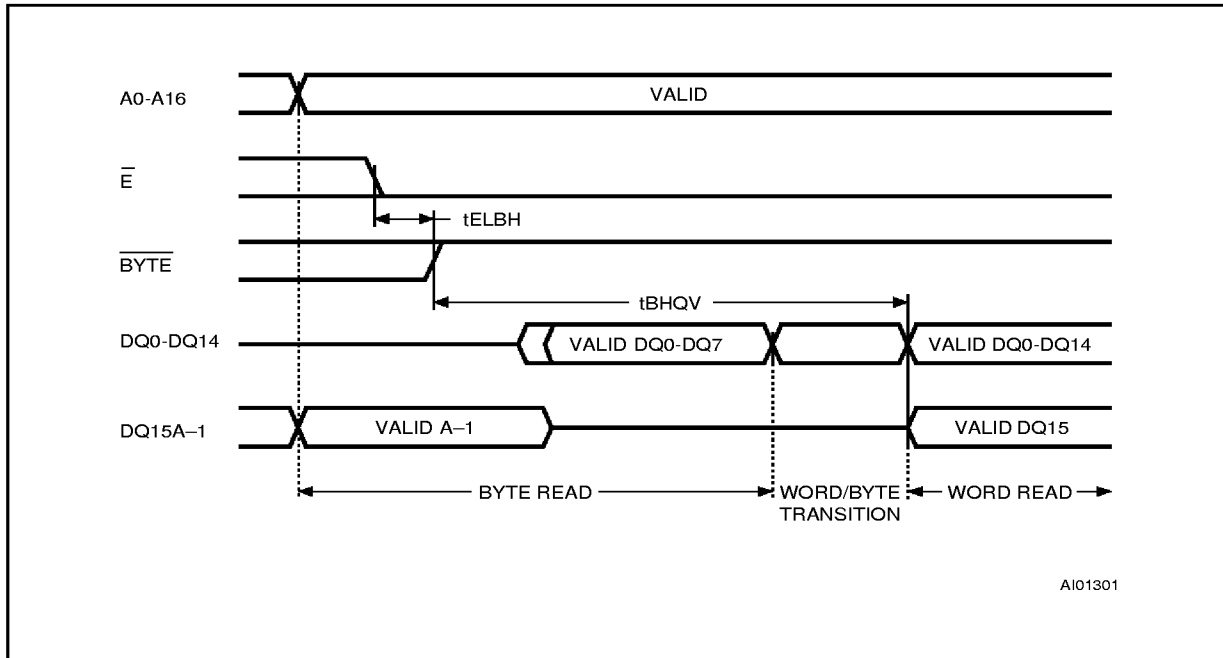 A0-A16
VALID
E̅
tELBH
B̅Y̅T̅E̅
tBHQV
DQ0-DQ14
VALID DQ0-DQ7
VALID DQ0-DQ14
DQ15A–1
VALID A–1
VALID DQ15
BYTE READ
WORD/BYTE
TRANSITION
WORD READ
AI01301